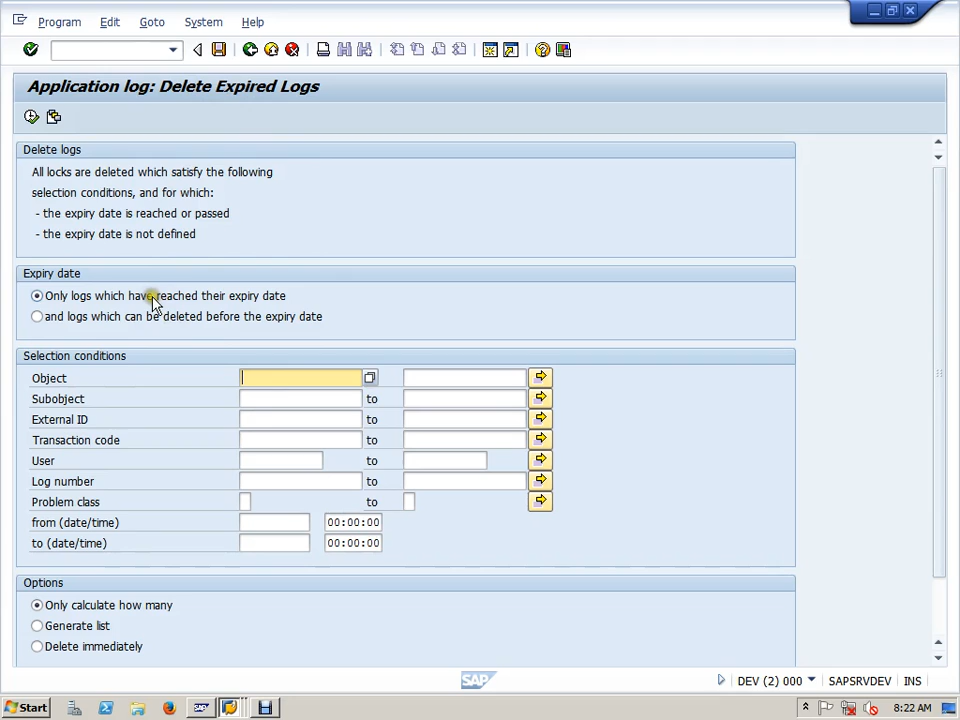 Program Edit Goto System Help
Application log: Delete Expired Logs
Delete logs
All locks are deleted which satisfy the following
selection conditions, and for which:
- the expiry date is reached or passed
- the expiry date is not defined
Expiry date
Only logs which have reached their expiry date
and logs which can be deleted before the expiry date
Selection conditions
Object
Subobject to
External ID to
Transaction code to
User to
Log number to
Problem class to
from (date/time) 00:00:00
to (date/time) 00:00:00
Options
Only calculate how many
Generate list
Delete immediately
SAP DEV (2) 000 SAPSRVDEV INS
Start 8:22 AM